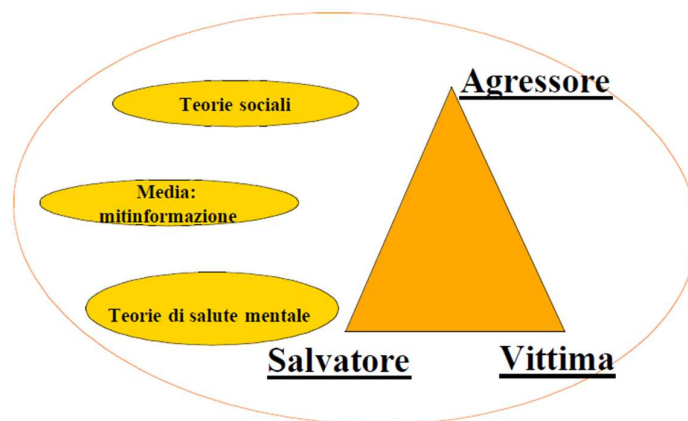 Agressore
Teorie sociali
Media:
mitinformazione
Teorie di salute mentale
Salvatore
Vittima